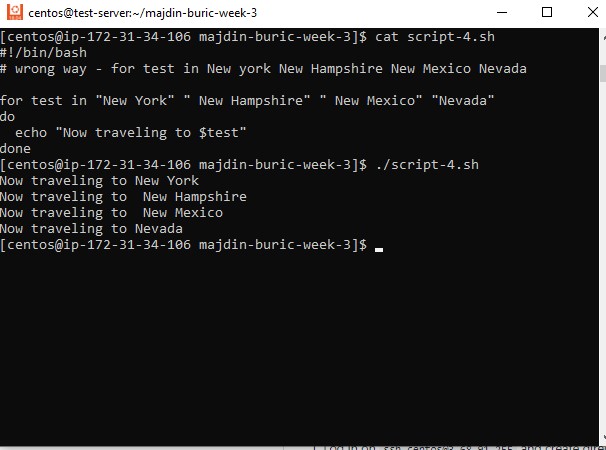 centos@test-server:~/majdin-buric-week-3
[centos@ip-172-31-34-106 majdin-buric-week-3]$ cat script-4.sh
#!/bin/bash
# wrong way - for test in New york New Hampshire New Mexico Nevada
for test in "New York" " New Hampshire" " New Mexico" "Nevada"
do
  echo "Now traveling to $test"
done
[centos@ip-172-31-34-106 majdin-buric-week-3]$ ./script-4.sh
Now traveling to New York
Now traveling to  New Hampshire
Now traveling to  New Mexico
Now traveling to Nevada
[centos@ip-172-31-34-106 majdin-buric-week-3]$